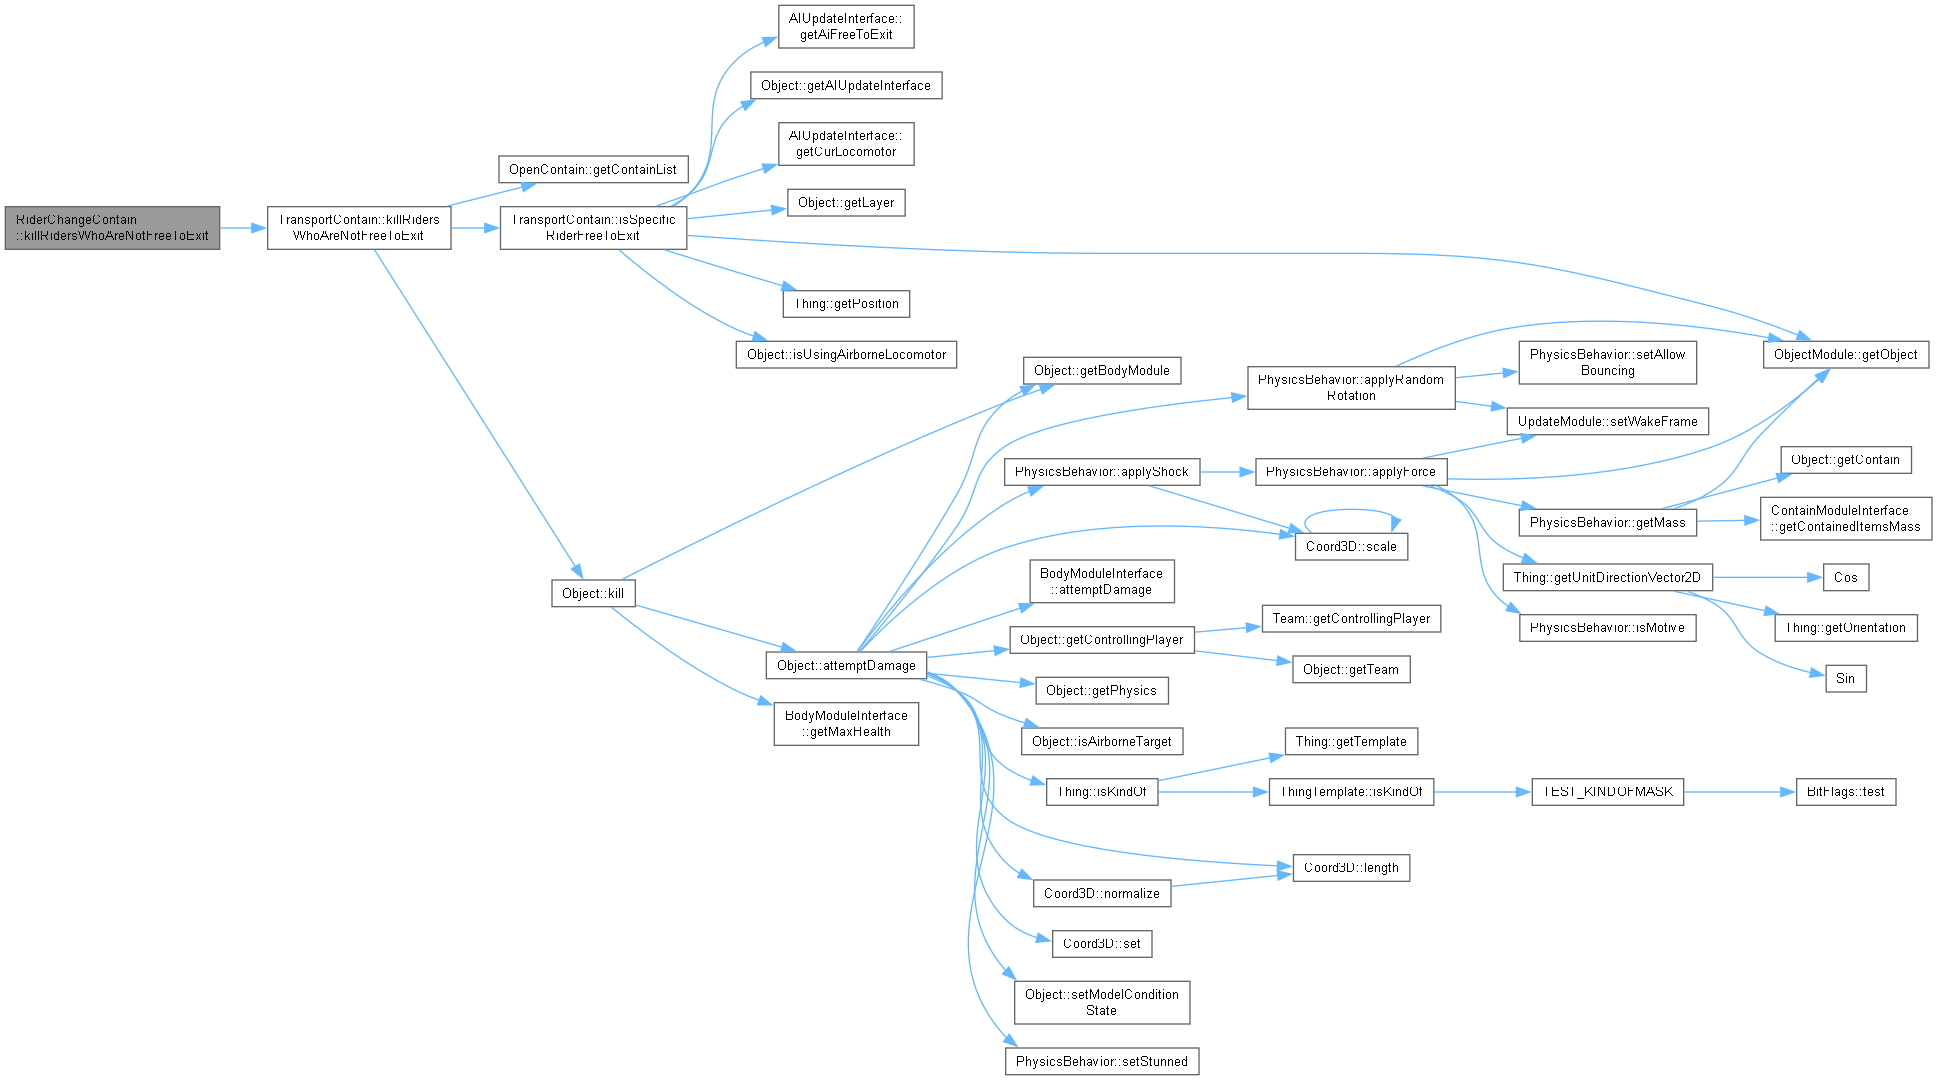 AIUpdateInterface::
getAiFreeToExit
Object::getAIUpdateInterface
AIUpdateInterface::
getCurLocomotor
OpenContain::getContainList
Object::getLayer
RiderChangeContain
::killRidersWhoAreNotFreeToExit
TransportContain::killRiders
WhoAreNotFreeToExit
TransportContain::isSpecific
RiderFreeToExit
Thing::getPosition
Object::isUsingAirborneLocomotor
ObjectModule::getObject
Object::getBodyModule
PhysicsBehavior::setAllow
Bouncing
PhysicsBehavior::applyRandom
Rotation
UpdateModule::setWakeFrame
PhysicsBehavior::applyShock
PhysicsBehavior::applyForce
Object::getContain
PhysicsBehavior::getMass
ContainModuleInterface
::getContainedItemsMass
Coord3D::scale
Thing::getUnitDirectionVector2D
Cos
BodyModuleInterface
::attemptDamage
Object::kill
Team::getControllingPlayer
PhysicsBehavior::isMotive
Thing::getOrientation
Object::getControllingPlayer
Object::attemptDamage
Object::getTeam
Sin
Object::getPhysics
BodyModuleInterface
::getMaxHealth
Object::isAirborneTarget
Thing::getTemplate
Thing::isKindOf
ThingTemplate::isKindOf
TEST_KINDOFMASK
BitFlags::test
Coord3D::length
Coord3D::normalize
Coord3D::set
Object::setModelCondition
State
PhysicsBehavior::setStunned